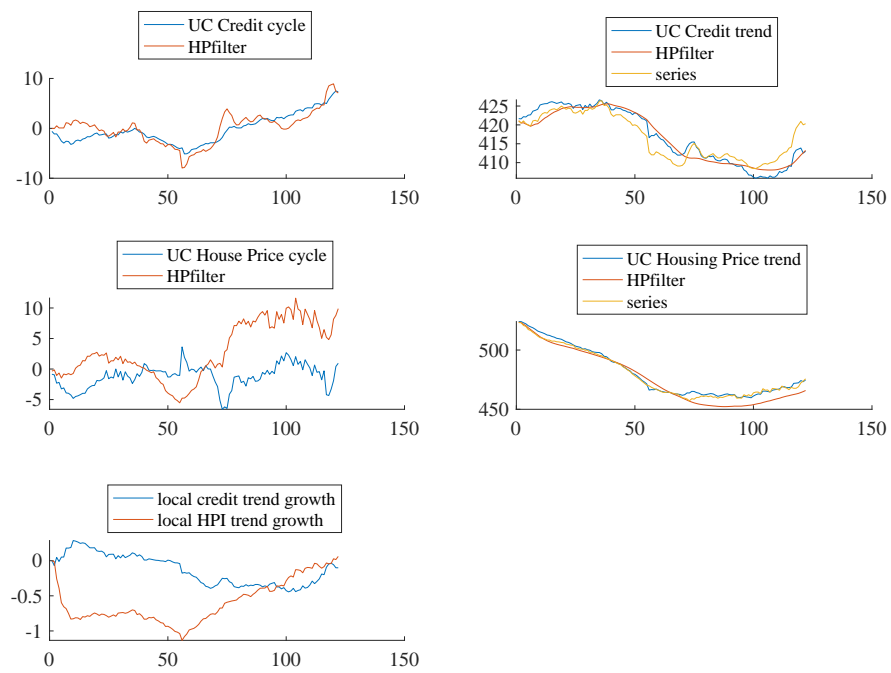 UC Credit cycle
HPfilter
10
0
-10
0
50
100
150
UC Credit trend
HPfilter
series
425
420
410
0
50
100
150
UC House Price cycle
HPfilter
10
5
0
-5
0
50
100
150
UC Housing Price trend
HPfilter
series
500
450
0
50
100
150
local credit trend growth
local HPI trend growth
0
-0.5
-1
0
50
100
150